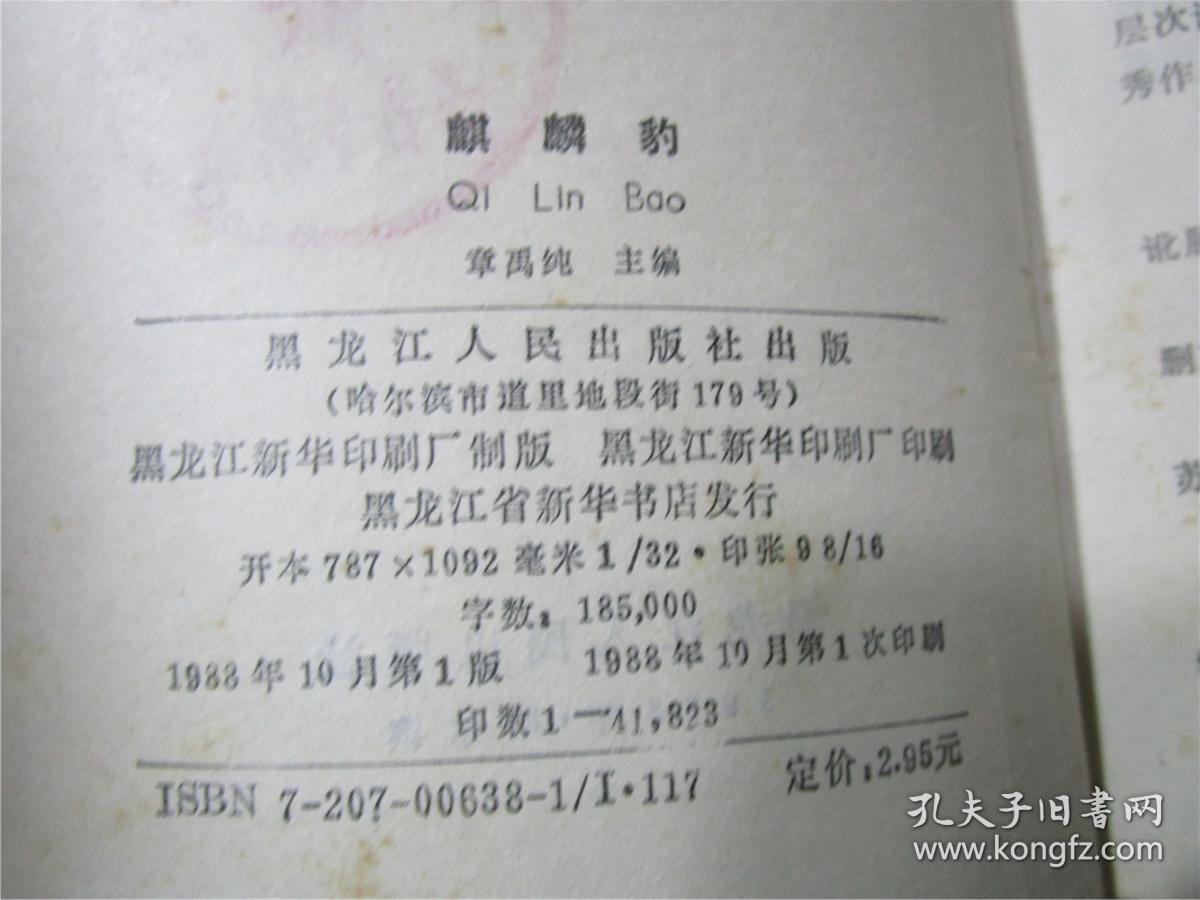 麒麟豹
Qi Lin Bao
章禹纯 主编
黑龙江人民出版社出版
(哈尔滨市道里地段街179号)
黑龙江新华印刷厂制版 黑龙江新华印刷厂印刷
黑龙江省新华书店发行
开本787×1092毫米1/32·印张9 8/16
字数:185,000
1988年10月第1版 1988年10月第1次印刷
印数1—41,823
ISBN 7-207-00638-1/I·117 定价:2.95元
层次
秀作
讹
删
苏
孔夫子旧书网
www.kongfz.com